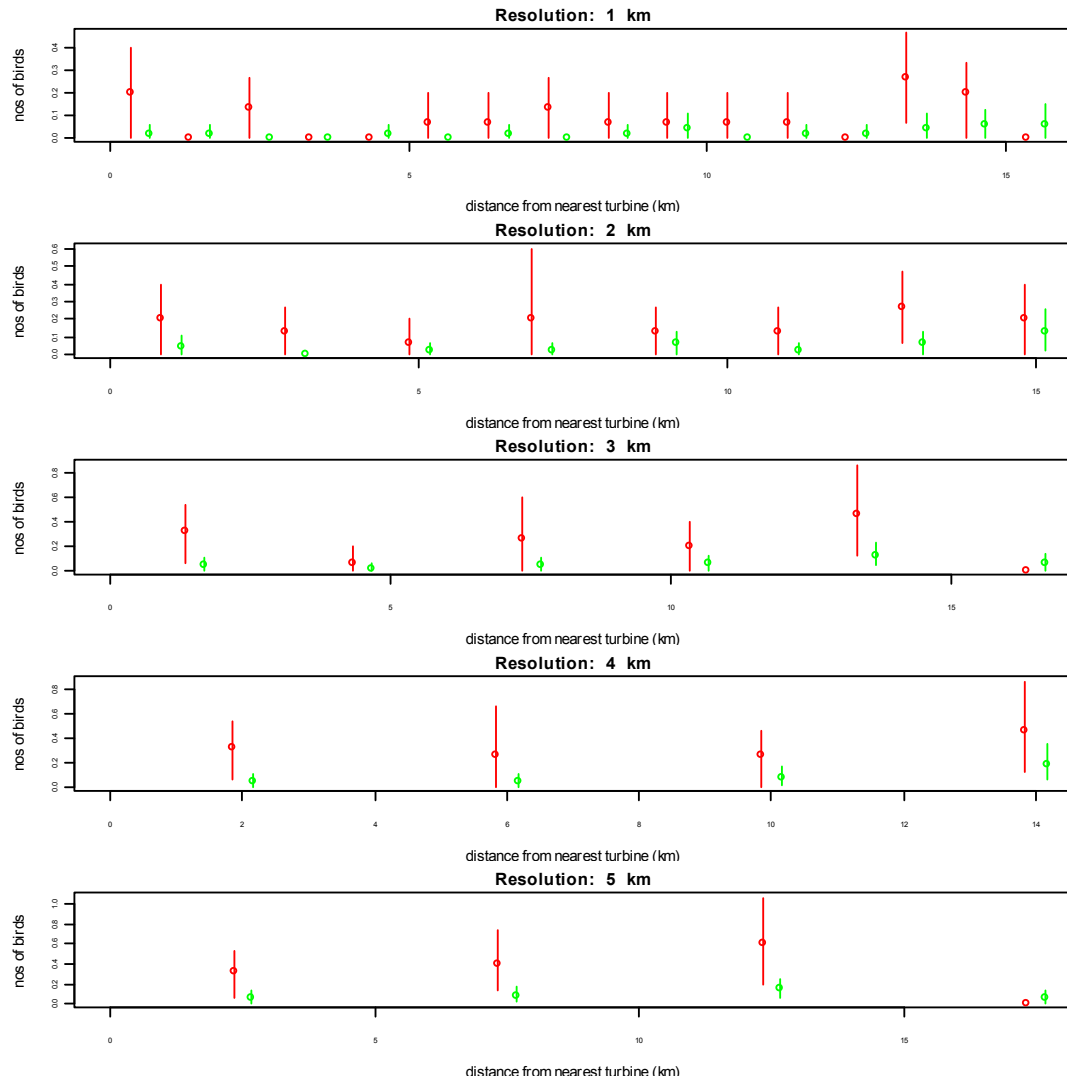 Resolution: 1 km
nos of birds
0.0 0.1 0.2 0.3 0.4
0 5 10 15
distance from nearest turbine (km)
Resolution: 2 km
nos of birds
0.0 0.1 0.2 0.3 0.4 0.5 0.6
0 5 10 15
distance from nearest turbine (km)
Resolution: 3 km
nos of birds
0.0 0.2 0.4 0.6 0.8
0 5 10 15
distance from nearest turbine (km)
Resolution: 4 km
nos of birds
0.0 0.2 0.4 0.6 0.8
0 2 4 6 8 10 12 14
distance from nearest turbine (km)
Resolution: 5 km
nos of birds
0.0 0.2 0.4 0.6 0.8 1.0
0 5 10 15
distance from nearest turbine (km)